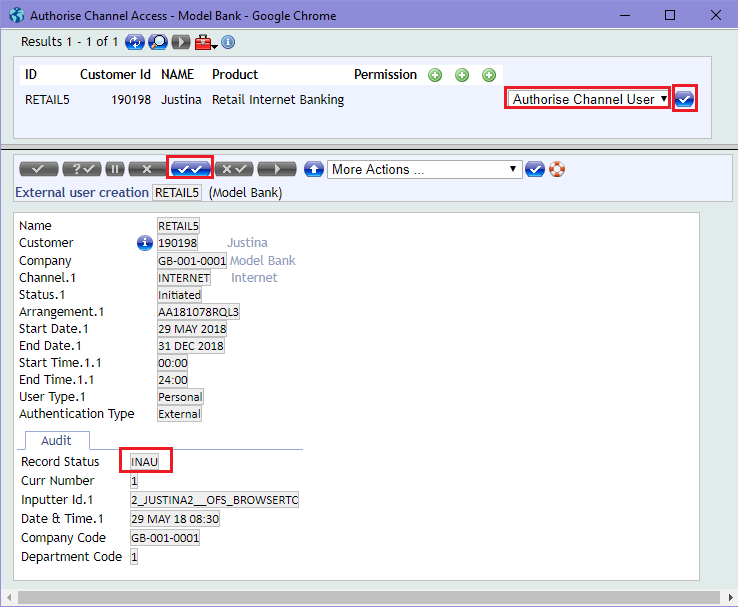 Authorise Channel Access - Model Bank - Google Chrome
Results 1 - 1 of 1
ID Customer Id NAME Product Permission
RETAIL5 190198 Justina Retail Internet Banking Authorise Channel User
More Actions ...
External user creation RETAIL5 (Model Bank)
Name RETAIL5
Customer 190198 Justina
Company GB-001-0001 Model Bank
Channel.1 INTERNET Internet
Status.1 Initiated
Arrangement.1 AA181078RQL3
Start Date.1 29 MAY 2018
End Date.1 31 DEC 2018
Start Time.1.1 00:00
End Time.1.1 24:00
User Type.1 Personal
Authentication Type External
Audit
Record Status INAU
Curr Number 1
Inputter Id.1 2_JUSTINA2__OFS_BROWSERTC
Date & Time.1 29 MAY 18 08:30
Company Code GB-001-0001
Department Code 1